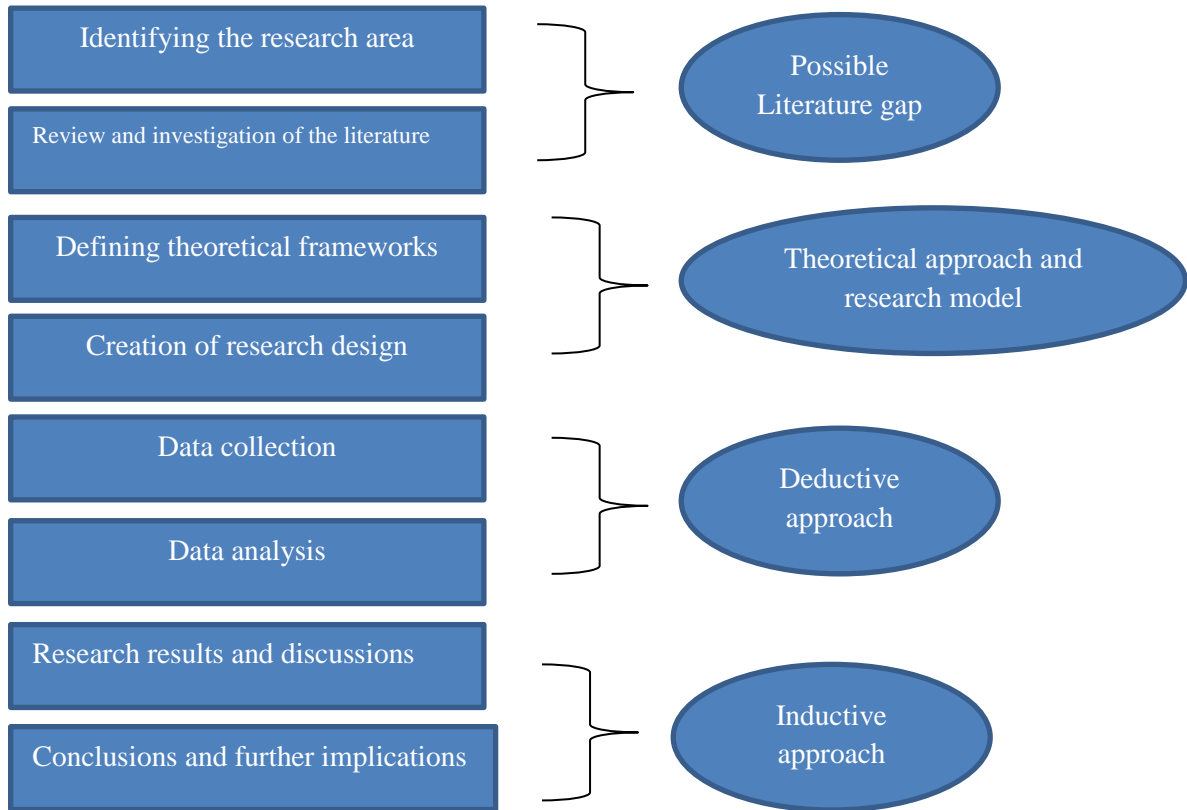 Identifying the research area
Review and investigation of the literature
Possible
Literature gap
Defining theoretical frameworks
Creation of research design
Theoretical approach and
research model
Data collection
Data analysis
Deductive
approach
Research results and discussions
Conclusions and further implications
Inductive
approach